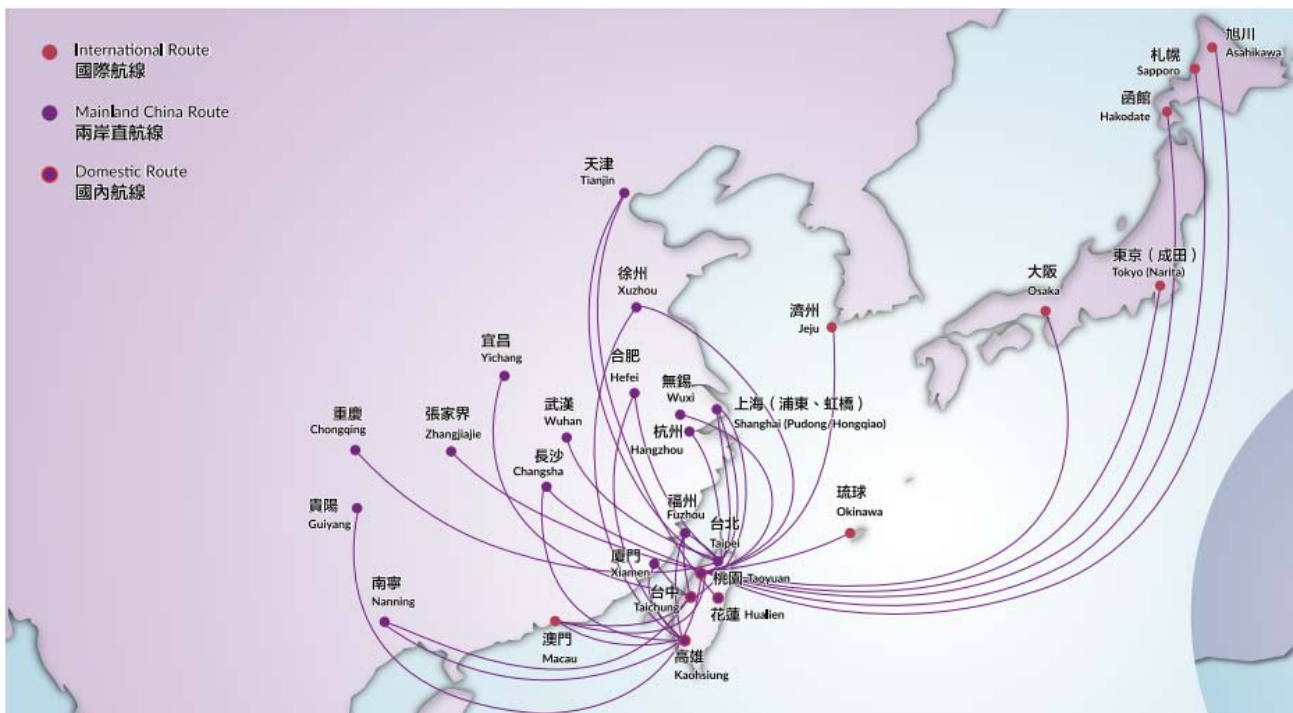 International Route
國際航線
Mainland China Route
兩岸直航線
Domestic Route
國內航線
旭川
Asahikawa
札幌
Sapporo
函館
Hakodate
天津
Tianjin
東京（成田）
Tokyo (Narita)
大阪
Osaka
徐州
Xuzhou
濟州
Jeju
宜昌
Yichang
合肥
Hefei
無錫
Wuxi
上海（浦東、虹橋）
Shanghai (Pudong/Hongqiao)
重慶
Chongqing
張家界
Zhangjiajie
武漢
Wuhan
杭州
Hangzhou
長沙
Changsha
貴陽
Guiyang
福州
Fuzhou
台北
Taipei
琉球
Okinawa
廈門
Xiamen
桃園 Taoyuan
南寧
Nanning
台中
Taichung
花蓮 Hualien
澳門
Macau
高雄
Kaohsiung